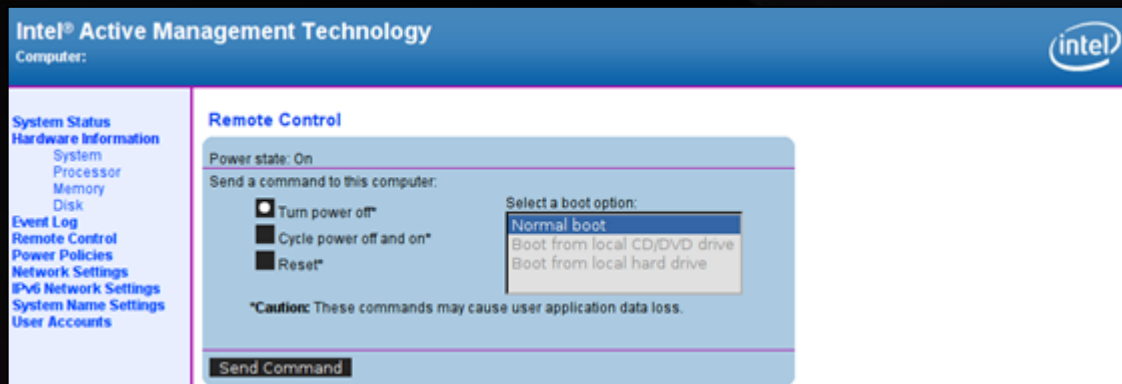 Intel® Active Management Technology
Computer:
intel
System Status
Hardware Information
System
Processor
Memory
Disk
Event Log
Remote Control
Power Policies
Network Settings
IPv6 Network Settings
System Name Settings
User Accounts
Remote Control
Power state: On
Send a command to this computer:
Turn power off*
Cycle power off and on*
Reset*
Select a boot option:
Normal boot
Boot from local CD/DVD drive
Boot from local hard drive
*Caution: These commands may cause user application data loss.
Send Command